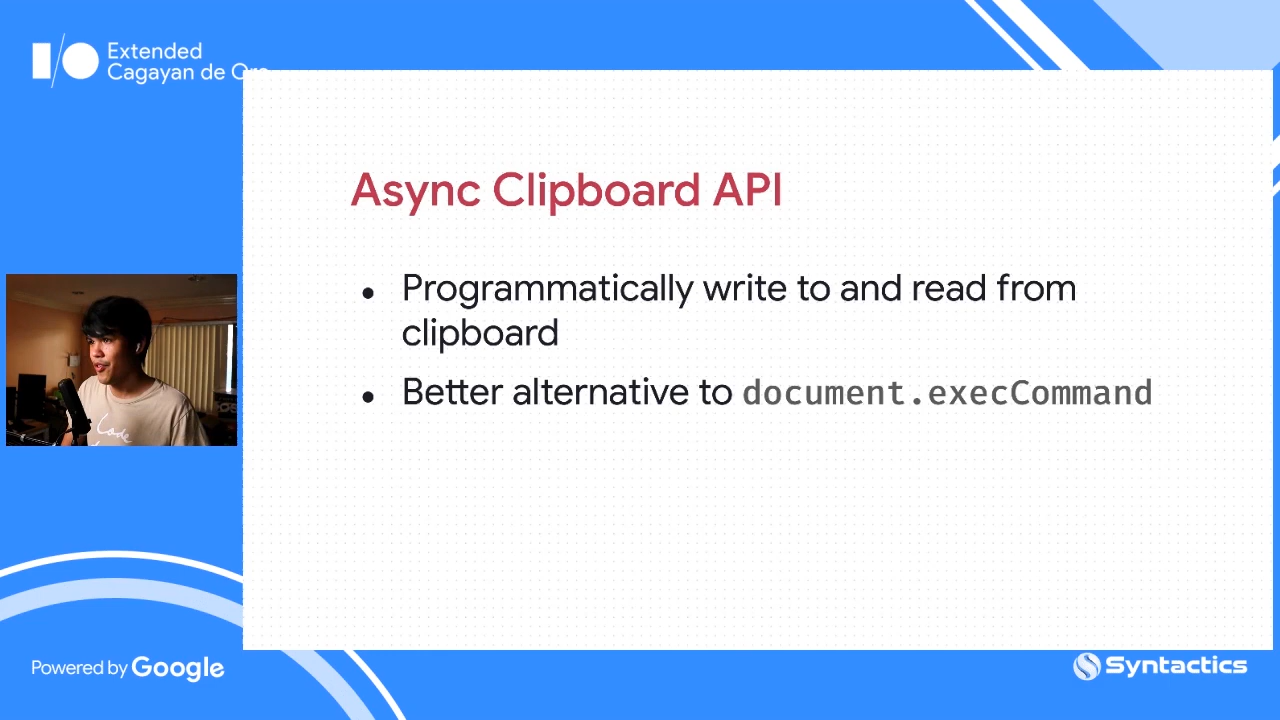 I/O Extended
Cagayan de Oro
Async Clipboard API
● Programmatically write to and read from
clipboard
● Better alternative to document.execCommand
Code
Powered by Google
Syntactics